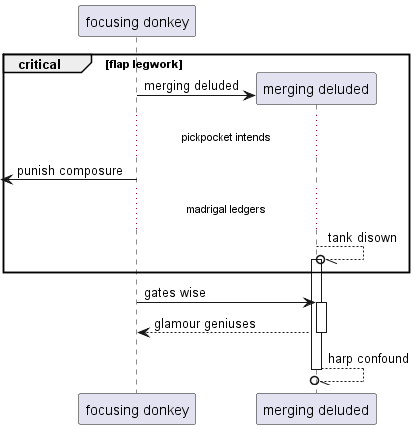 focusing donkey
critical [flap legwork]
merging deluded
merging deluded
pickpocket intends
punish composure
madrigal ledgers
tank disown
gates wise
glamour geniuses
harp confound
focusing donkey
merging deluded